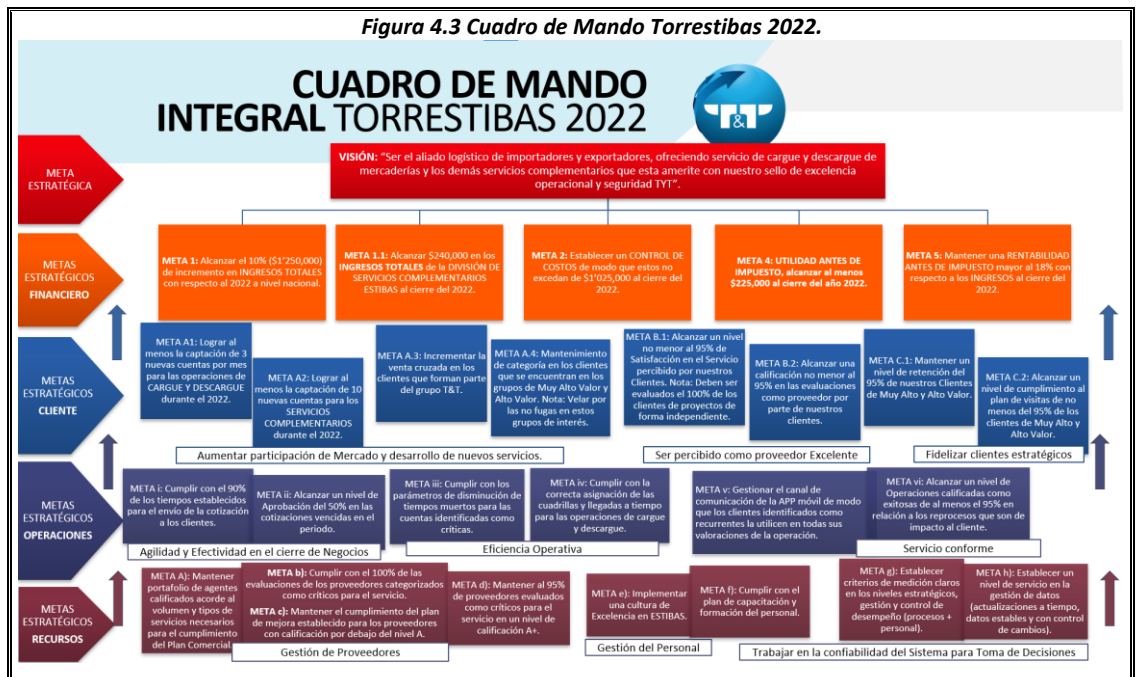 Figura 4.3 Cuadro de Mando Torrestibas 2022.
CUADRO DE MANDO
INTEGRAL TORRESTIBAS 2022
T&T
META
ESTRATÉGICA
VISIÓN: "Ser el aliado logístico de importadores y exportadores, ofreciendo servicio de cargue y descargue de
mercaderías y los demás servicios complementarios que esta amerite con nuestro sello de excelencia
operacional y seguridad TYT".
METAS
ESTRATÉGICOS
FINANCIERO
META 1: Alcanzar el 10% ($1'250,000)
de incremento en INGRESOS TOTALES
con respecto al 2022 a nivel nacional.
META 1.1: Alcanzar $240,000 en los
INGRESOS TOTALES de la DIVISIÓN DE
SERVICIOS COMPLEMENTARIOS
ESTIBAS al cierre del 2022.
META 2: Establecer un CONTROL DE
COSTOS de modo que estos no
excedan de $1'025,000 al cierre del
2022.
META 4: UTILIDAD ANTES DE
IMPUESTO, alcanzar al menos
$225,000 al cierre del año 2022.
META 5: Mantener una RENTABILIDAD
ANTES DE IMPUESTO mayor al 18% con
respecto a los INGRESOS al cierre del
2022.
METAS
ESTRATÉGICOS
CLIENTE
META A1: Lograr al
menos la captación de 3
nuevas cuentas por mes
para las operaciones de
CARGUE Y DESCARGUE
durante el 2022.
META A2: Lograr al
menos la captación de 10
nuevas cuentas para los
SERVICIOS
COMPLEMENTARIOS
durante el 2022.
META A.3: Incrementar la
venta cruzada en los
clientes que forman parte
del grupo T&T.
META A.4: Mantenimiento
de categoría en los clientes
que se encuentran en los
grupos de Muy Alto Valor y
Alto Valor. Nota: Velar por
las no fugas en estos
grupos de interés.
META B.1: Alcanzar un nivel
no menor al 95% de
Satisfacción en el Servicio
percibido por nuestros
Clientes. Nota: Deben ser
evaluados el 100% de los
clientes de proyectos de
forma independiente.
META B.2: Alcanzar una
calificación no menor al
95% en las evaluaciones
como proveedor por
parte de nuestros
clientes.
META C.1: Mantener un
nivel de retención del
95% de nuestros Clientes
de Muy Alto y Alto Valor.
META C.2: Alcanzar un
nivel de cumplimiento al
plan de visitas de no
menos del 95% de los
clientes de Muy Alto y
Alto Valor.
Aumentar participación de Mercado y desarrollo de nuevos servicios.
Ser percibido como proveedor Excelente
Fidelizar clientes estratégicos
METAS
ESTRATÉGICOS
OPERACIONES
META i: Cumplir con el 90%
de los tiempos establecidos
para el envío de la cotización
a los clientes.
META ii: Alcanzar un nivel de
Aprobación del 50% en las
cotizaciones vencidas en el
periodo.
META iii: Cumplir con los
parámetros de disminución de
tiempos muertos para las
cuentas identificadas como
críticas.
META iv: Cumplir con la
correcta asignación de las
cuadrillas y llegadas a tiempo
para las operaciones de cargue
y descargue.
META v: Gestionar el canal de
comunicación de la APP móvil de modo
que los clientes identificados como
recurrentes la utilicen en todas sus
valoraciones de la operación.
META vi: Alcanzar un nivel de
Operaciones calificadas como
exitosas de al menos el 95% en
relación a los reprocesos que son de
impacto al cliente.
Agilidad y Efectividad en el cierre de Negocios
Eficiencia Operativa
Servicio conforme
METAS
ESTRATÉGICOS
RECURSOS
META A): Mantener
portafolio de agentes
calificados acorde al
volumen y tipos de
servicios necesarios
para el cumplimiento
del Plan Comercial.
META b): Cumplir con el 100% de las
evaluaciones de los proveedores categorizados
como críticos para el servicio.
META c): Mantener el cumplimiento del plan
de mejora establecido para los proveedores
con calificación por debajo del nivel A.
META d): Mantener al 95%
de proveedores evaluados
como críticos para el
servicio en un nivel de
calificación A+.
META e): Implementar
una cultura de
Excelencia en ESTIBAS.
META f): Cumplir con el
plan de capacitación y
formación del personal.
META g): Establecer
criterios de medición claros
en los niveles estratégicos,
gestión y control de
desempeño (procesos +
personal).
META h): Establecer un
nivel de servicio en la
gestión de datos
(actualizaciones a tiempo,
datos estables y con control
de cambios).
Gestión de Proveedores
Gestión del Personal
Trabajar en la confiabilidad del Sistema para Toma de Decisiones